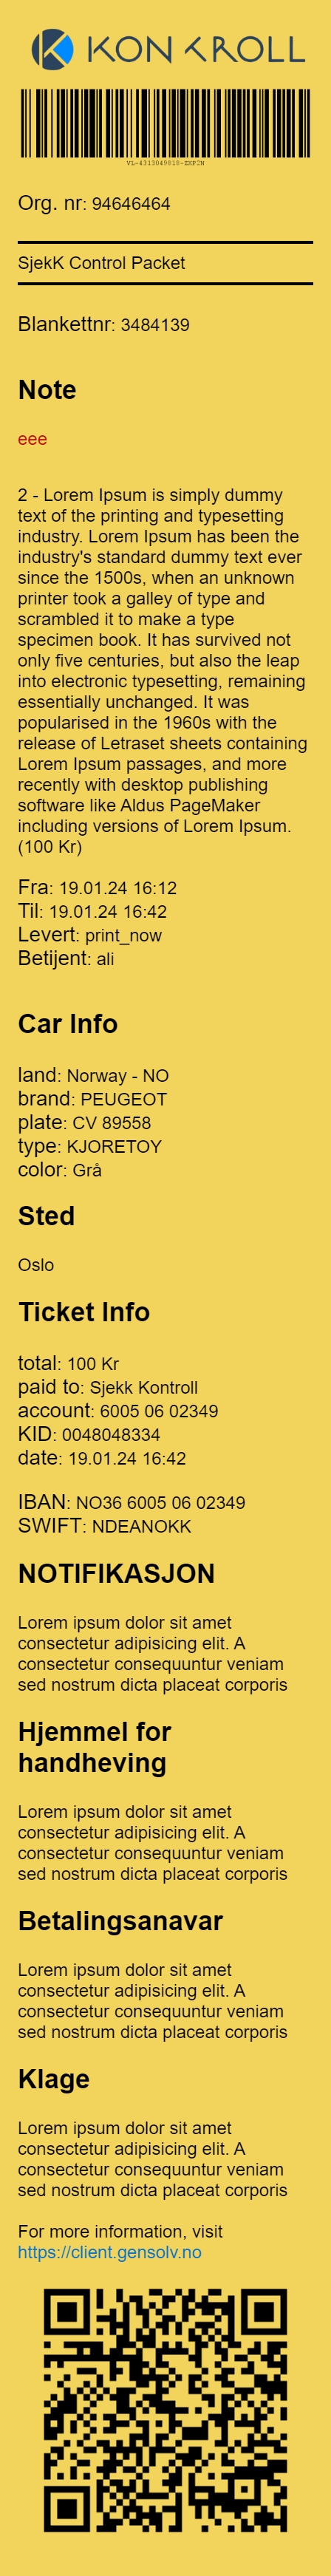 KONTROLL
VL-4313049818-ZXP2N
Org. nr: 94646464
SjekK Control Packet
Blankettnr: 3484139
Note
eee
2 - Lorem Ipsum is simply dummy
text of the printing and typesetting
industry. Lorem Ipsum has been the
industry's standard dummy text ever
since the 1500s, when an unknown
printer took a galley of type and
scrambled it to make a type
specimen book. It has survived not
only five centuries, but also the leap
into electronic typesetting, remaining
essentially unchanged. It was
popularised in the 1960s with the
release of Letraset sheets containing
Lorem Ipsum passages, and more
recently with desktop publishing
software like Aldus PageMaker
including versions of Lorem Ipsum.
(100 Kr)
Fra: 19.01.24 16:12
Til: 19.01.24 16:42
Levert: print_now
Betijent: ali
Car Info
land: Norway - NO
brand: PEUGEOT
plate: CV 89558
type: KJORETOY
color: Grå
Sted
Oslo
Ticket Info
total: 100 Kr
paid to: Sjekk Kontroll
account: 6005 06 02349
KID: 0048048334
date: 19.01.24 16:42
IBAN: NO36 6005 06 02349
SWIFT: NDEANOKK
NOTIFIKASJON
Lorem ipsum dolor sit amet
consectetur adipisicing elit. A
consectetur consequuntur veniam
sed nostrum dicta placeat corporis
Hjemmel for
handheving
Lorem ipsum dolor sit amet
consectetur adipisicing elit. A
consectetur consequuntur veniam
sed nostrum dicta placeat corporis
Betalingsanavar
Lorem ipsum dolor sit amet
consectetur adipisicing elit. A
consectetur consequuntur veniam
sed nostrum dicta placeat corporis
Klage
Lorem ipsum dolor sit amet
consectetur adipisicing elit. A
consectetur consequuntur veniam
sed nostrum dicta placeat corporis
For more information, visit
https://client.gensolv.no